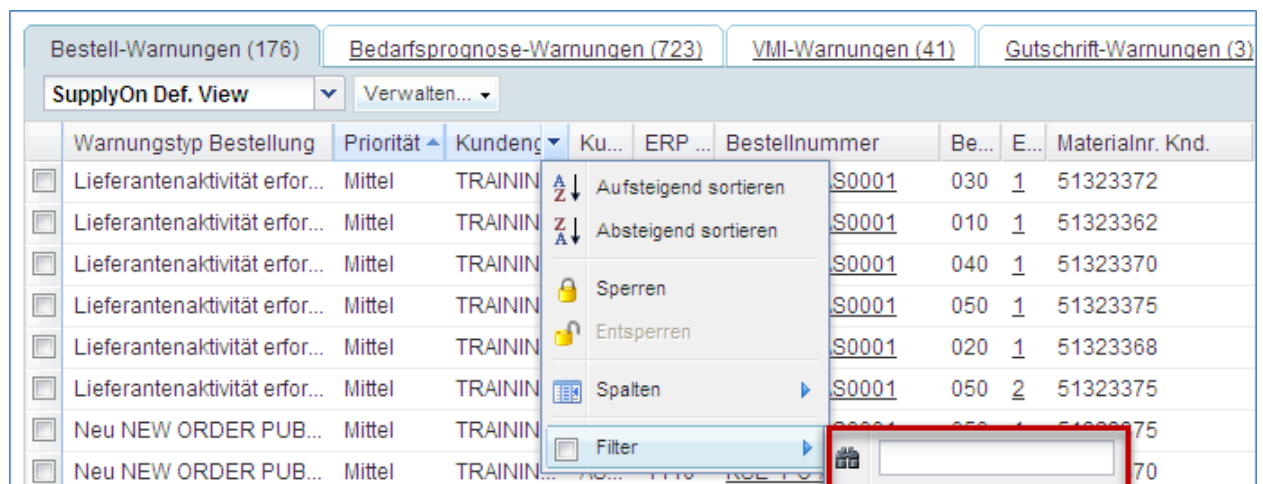 Bestell-Warnungen (176) Bedarfsprognose-Warnungen (723) VMI-Warnungen (41) Gutschrift-Warnungen (3)
SupplyOn Def. View Verwalten...
Warnungstyp Bestellung Priorität Kundeng Ku... ERP ... Bestellnummer Be... E... Materialnr. Knd.
Lieferantenaktivität erfor... Mittel TRAININ Aufsteigend sortieren S0001 030 1 51323372
Lieferantenaktivität erfor... Mittel TRAININ Absteigend sortieren S0001 010 1 51323362
Lieferantenaktivität erfor... Mittel TRAININ S0001 040 1 51323370
Sperren
Lieferantenaktivität erfor... Mittel TRAININ S0001 050 1 51323375
Entsperren
Lieferantenaktivität erfor... Mittel TRAININ S0001 020 1 51323368
Lieferantenaktivität erfor... Mittel TRAININ Spalten S0001 050 2 51323375
Neu NEW ORDER PUB... Mittel TRAININ 75
Filter
Neu NEW ORDER PUB... Mittel TRAININ... 70